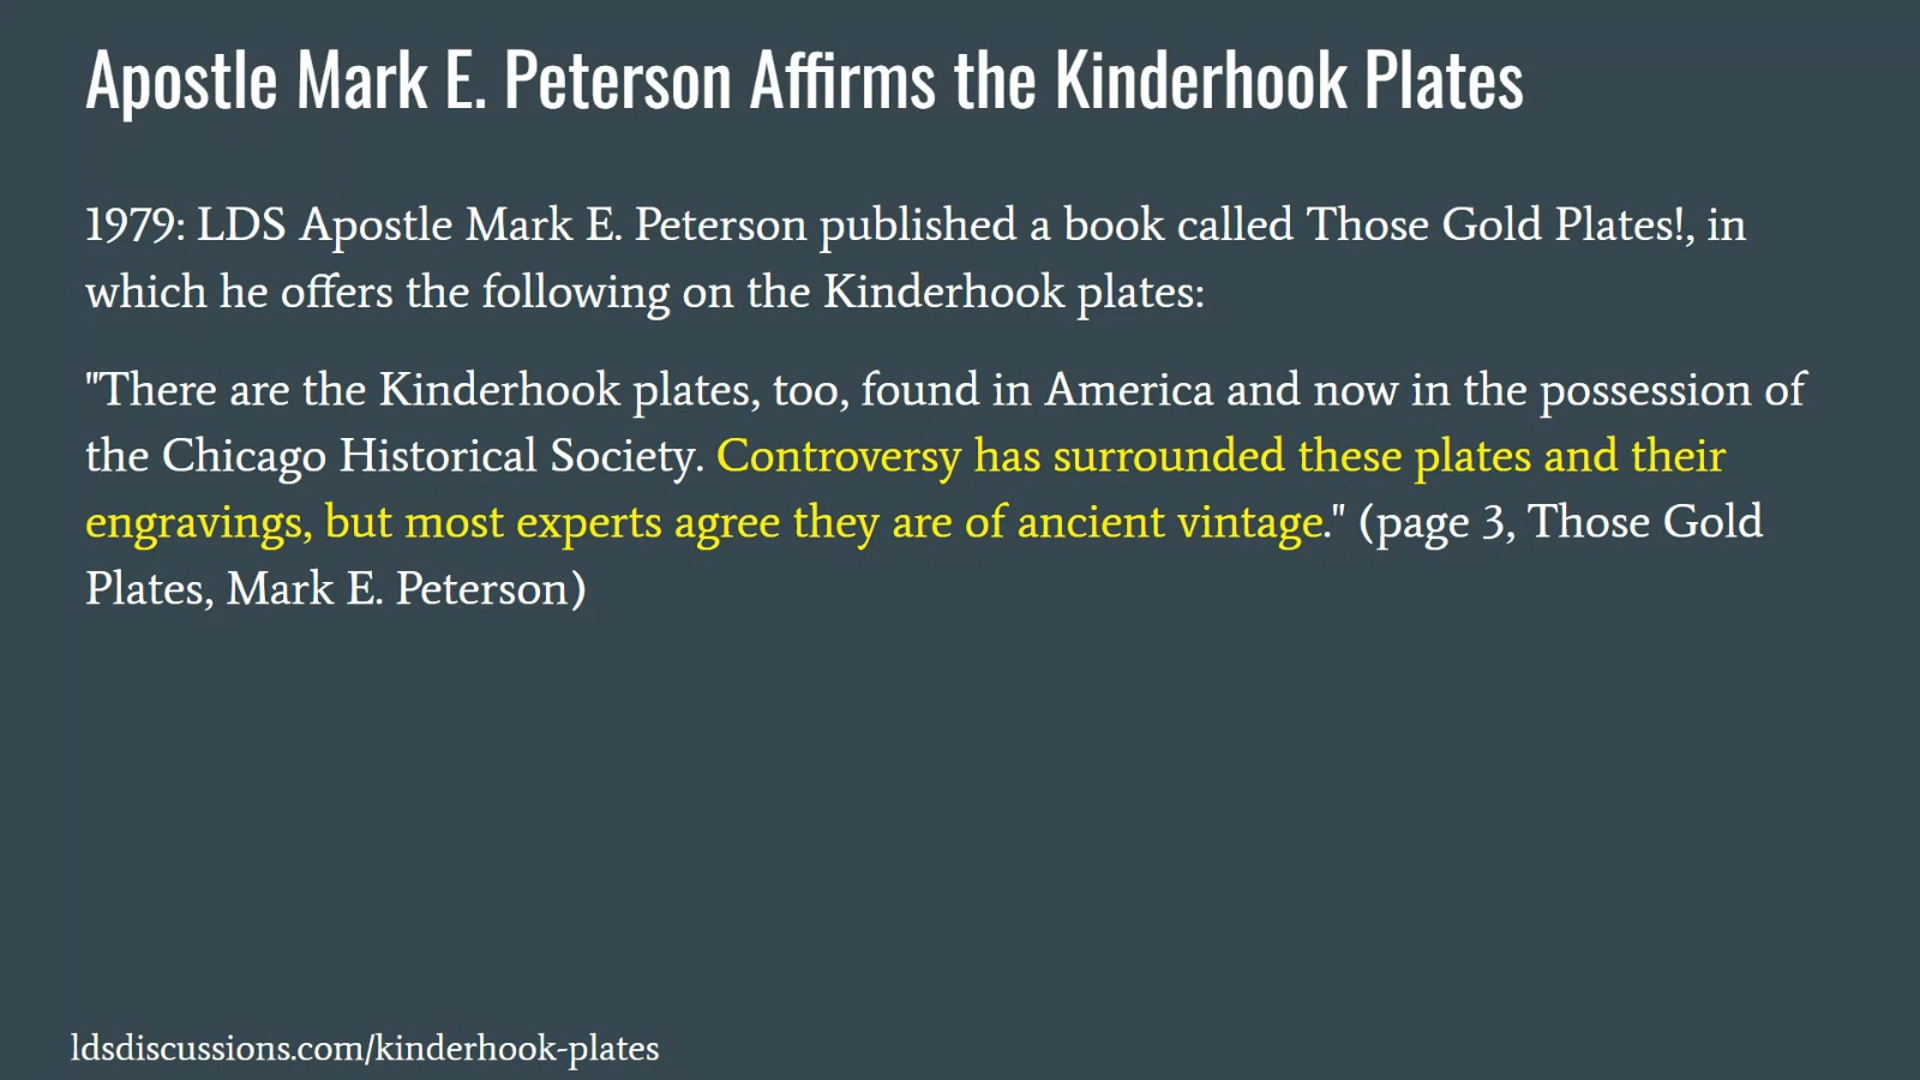 Apostle Mark E. Peterson Affirms the Kinderhook Plates
1979: LDS Apostle Mark E. Peterson published a book called Those Gold Plates!, in
which he offers the following on the Kinderhook plates:
"There are the Kinderhook plates, too, found in America and now in the possession of
the Chicago Historical Society. Controversy has surrounded these plates and their
engravings, but most experts agree they are of ancient vintage." (page 3, Those Gold
Plates, Mark E. Peterson)
ldsdiscussions.com/kinderhook-plates